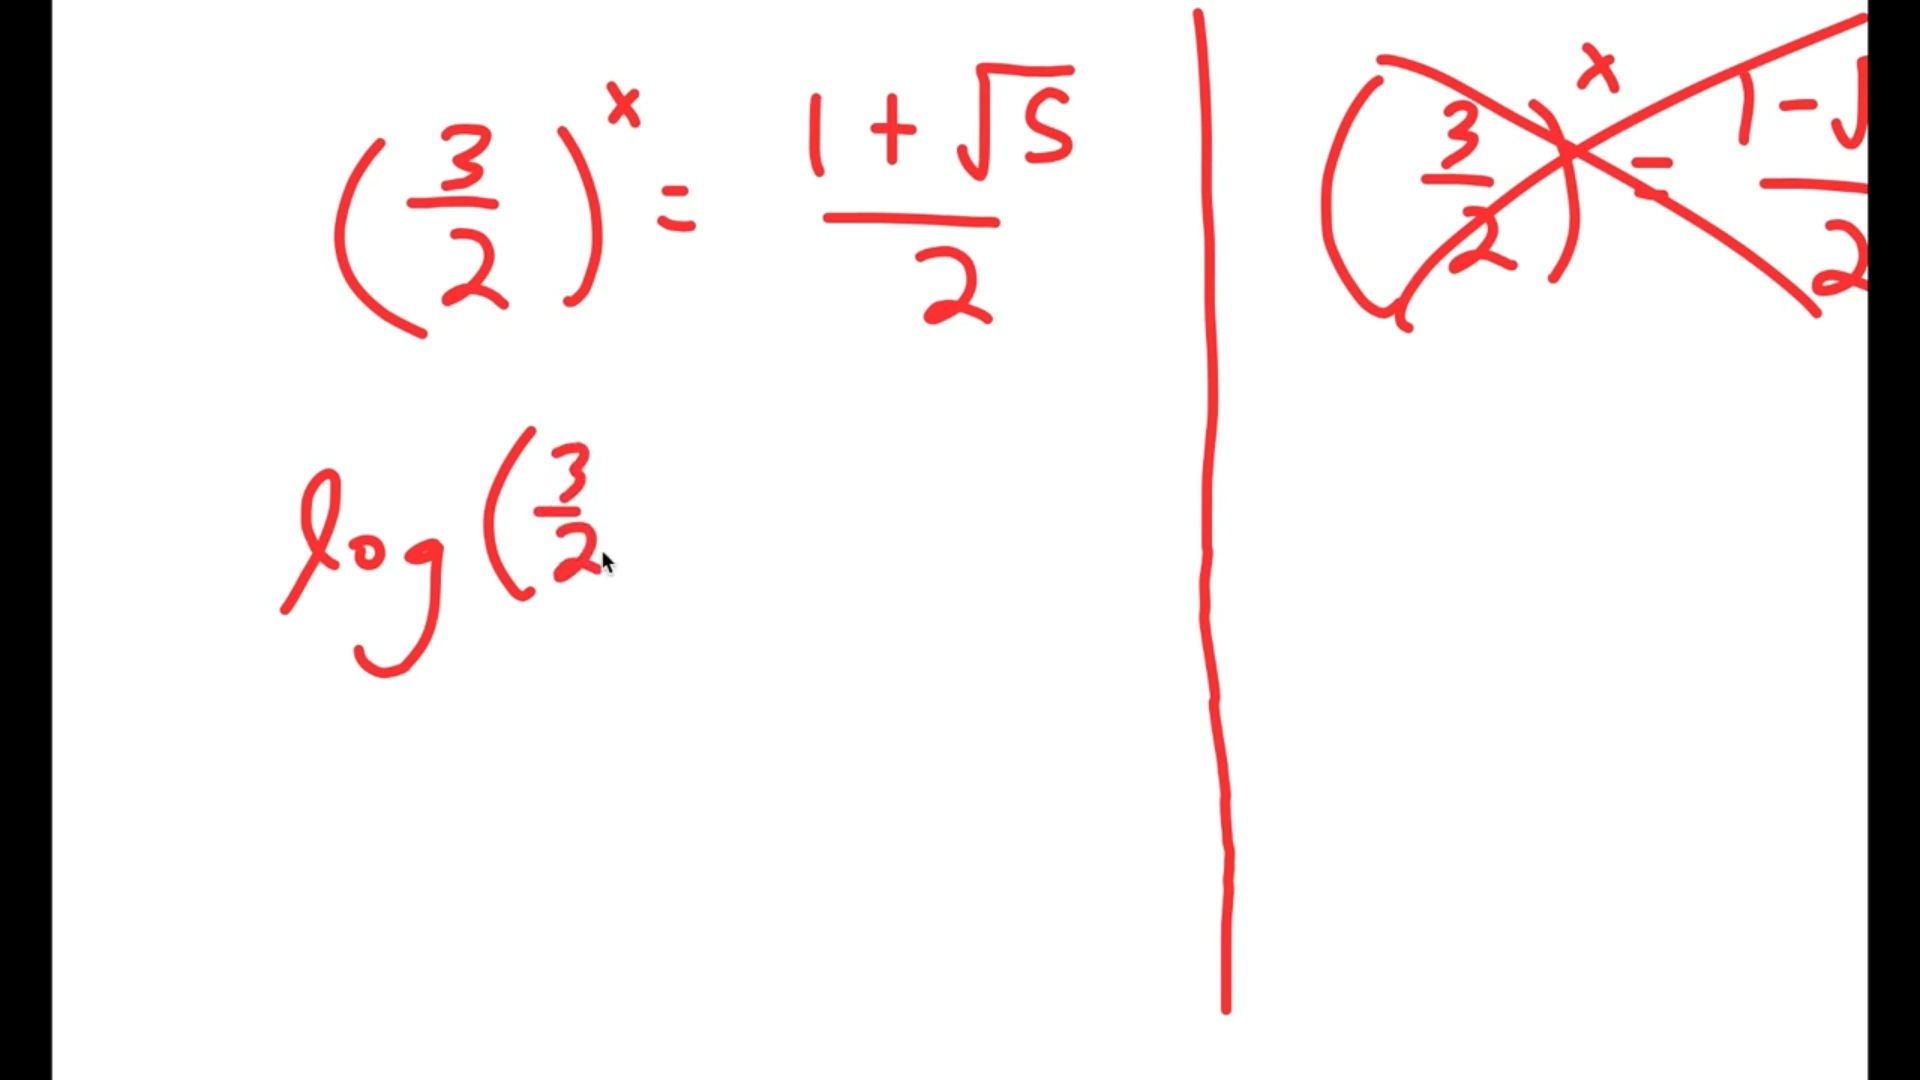 (3/2)^x = (1 + √5)/2
(3/2)^x = (1 - √)/2
log (3/2